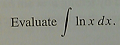 Evaluate ∫ ln x dx.